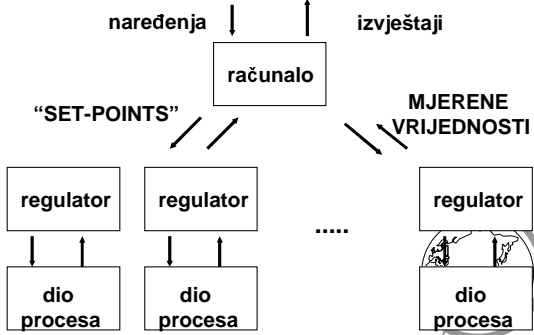 naređenja
izvještaji
računalo
“SET-POINTS”
MJERENE
VRIJEDNOSTI
regulator
regulator
.....
regulator
dio
procesa
dio
procesa
dio
procesa